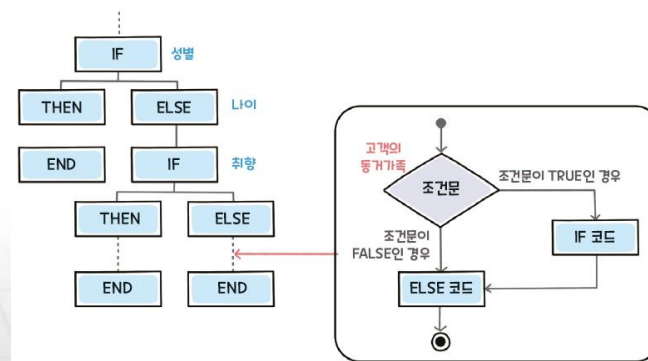 IF
성별
THEN
ELSE
나이
END
IF
취향
THEN
ELSE
END
END
고객의
동거가족
조건문
조건문이 TRUE인 경우
IF 코드
조건문이
FALSE인 경우
ELSE 코드